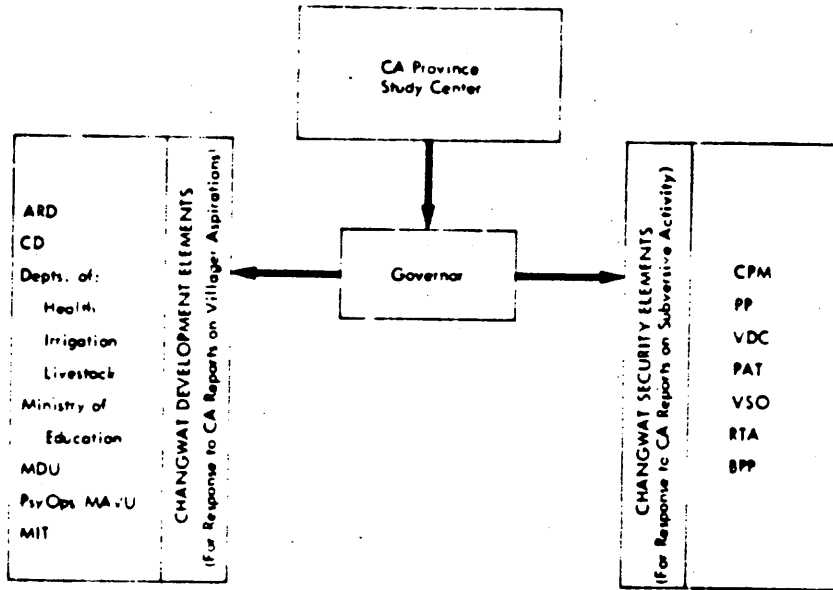 CA Province
Study Center
Governor
ARD
CD
Depts. of:
Health
Irrigation
Livestock
Ministry of
Education
MDU
PsyOps
MIT
CHANGWAT DEVELOPMENT ELEMENTS
(For Response to CA Reports on Villager Aspirations)
CHANGWAT SECURITY ELEMENTS
(For Response to CA Reports on Subversive Activity)
CPM
PP
VDC
PAT
VSO
RTA
BPP